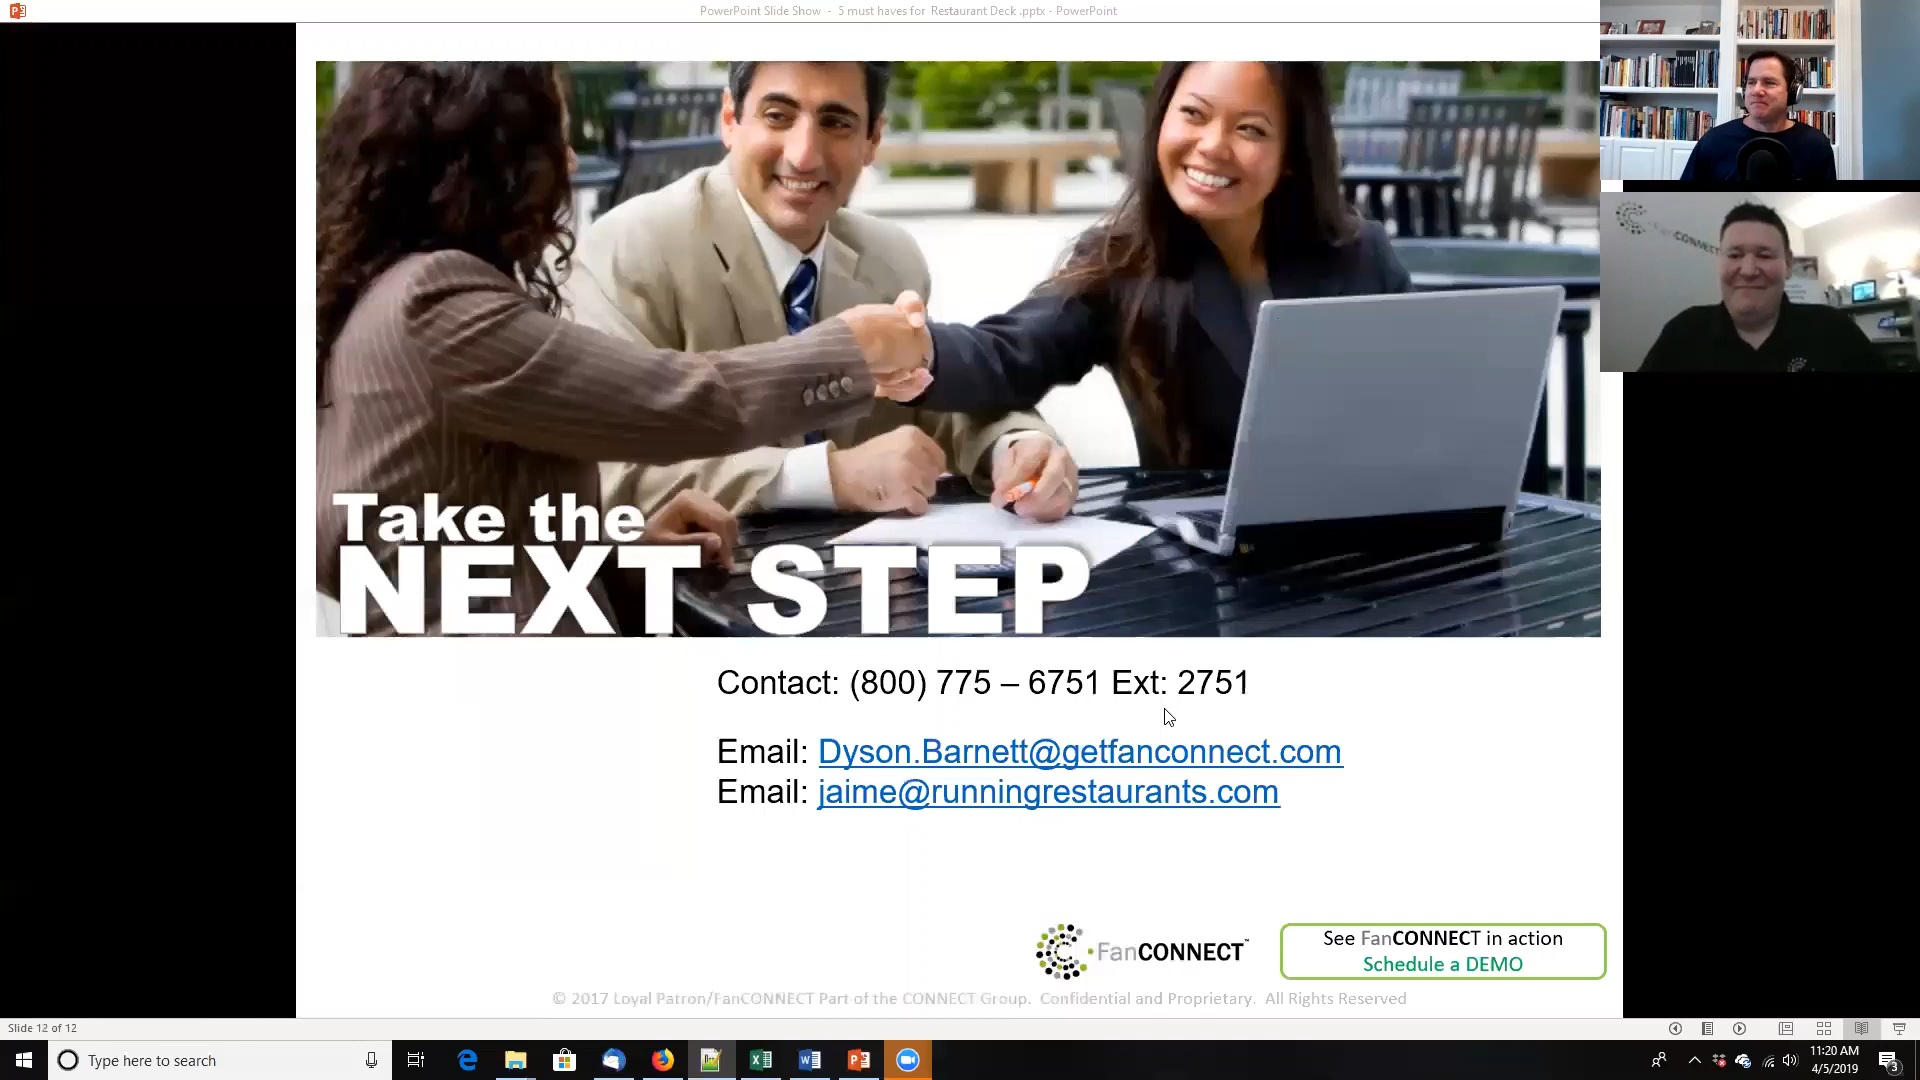 PowerPoint Slide Show - 5 must haves for Restaurant Deck .pptx - PowerPoint
FanCONNECT
Take the
NEXT STEP
Contact: (800) 775 – 6751 Ext: 2751
Email: Dyson.Barnett@getfanconnect.com
Email: jaime@runningrestaurants.com
FanCONNECT™
See FanCONNECT in action
Schedule a DEMO
© 2017 Loyal Patron/FanCONNECT Part of the CONNECT Group. Confidential and Proprietary. All Rights Reserved
Slide 12 of 12
Type here to search
11:20 AM
4/5/2019
3